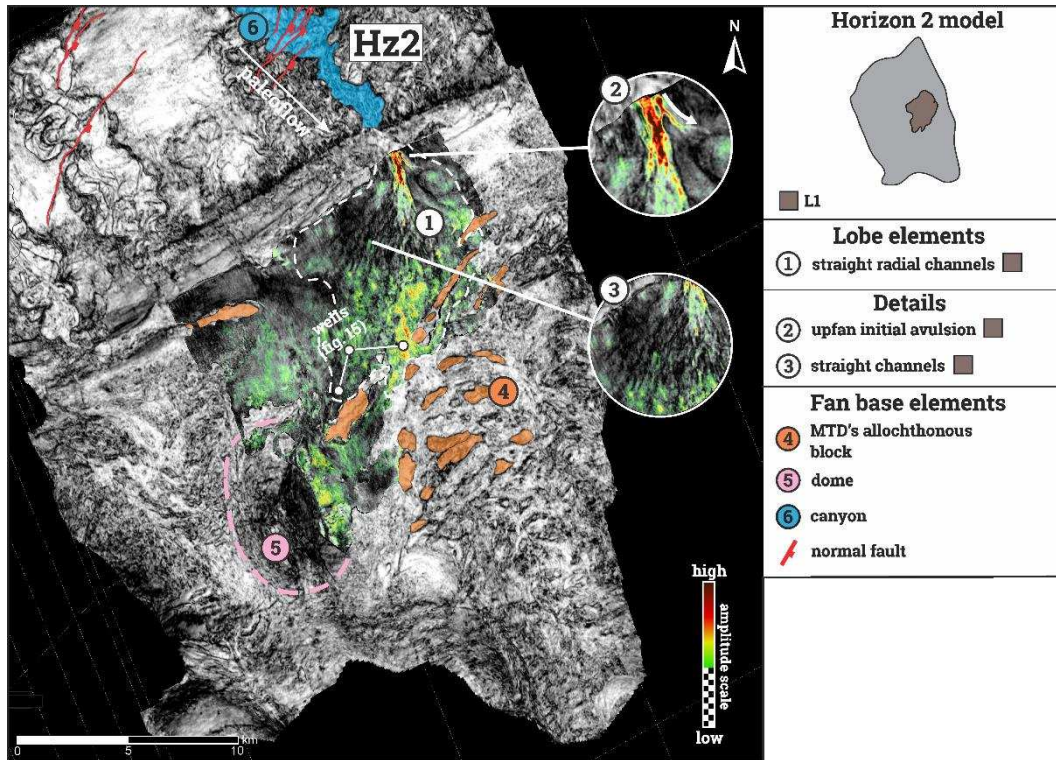 6
Hz2
N
paleoflow
2
1
3
wells
(fig. 15)
4
5
high
amplitude scale
low
0
5
10
km
Horizon 2 model
L1
Lobe elements
1 straight radial channels
Details
2 upfan initial avulsion
3 straight channels
Fan base elements
4 MTD's allochthonous
block
5 dome
6 canyon
normal fault